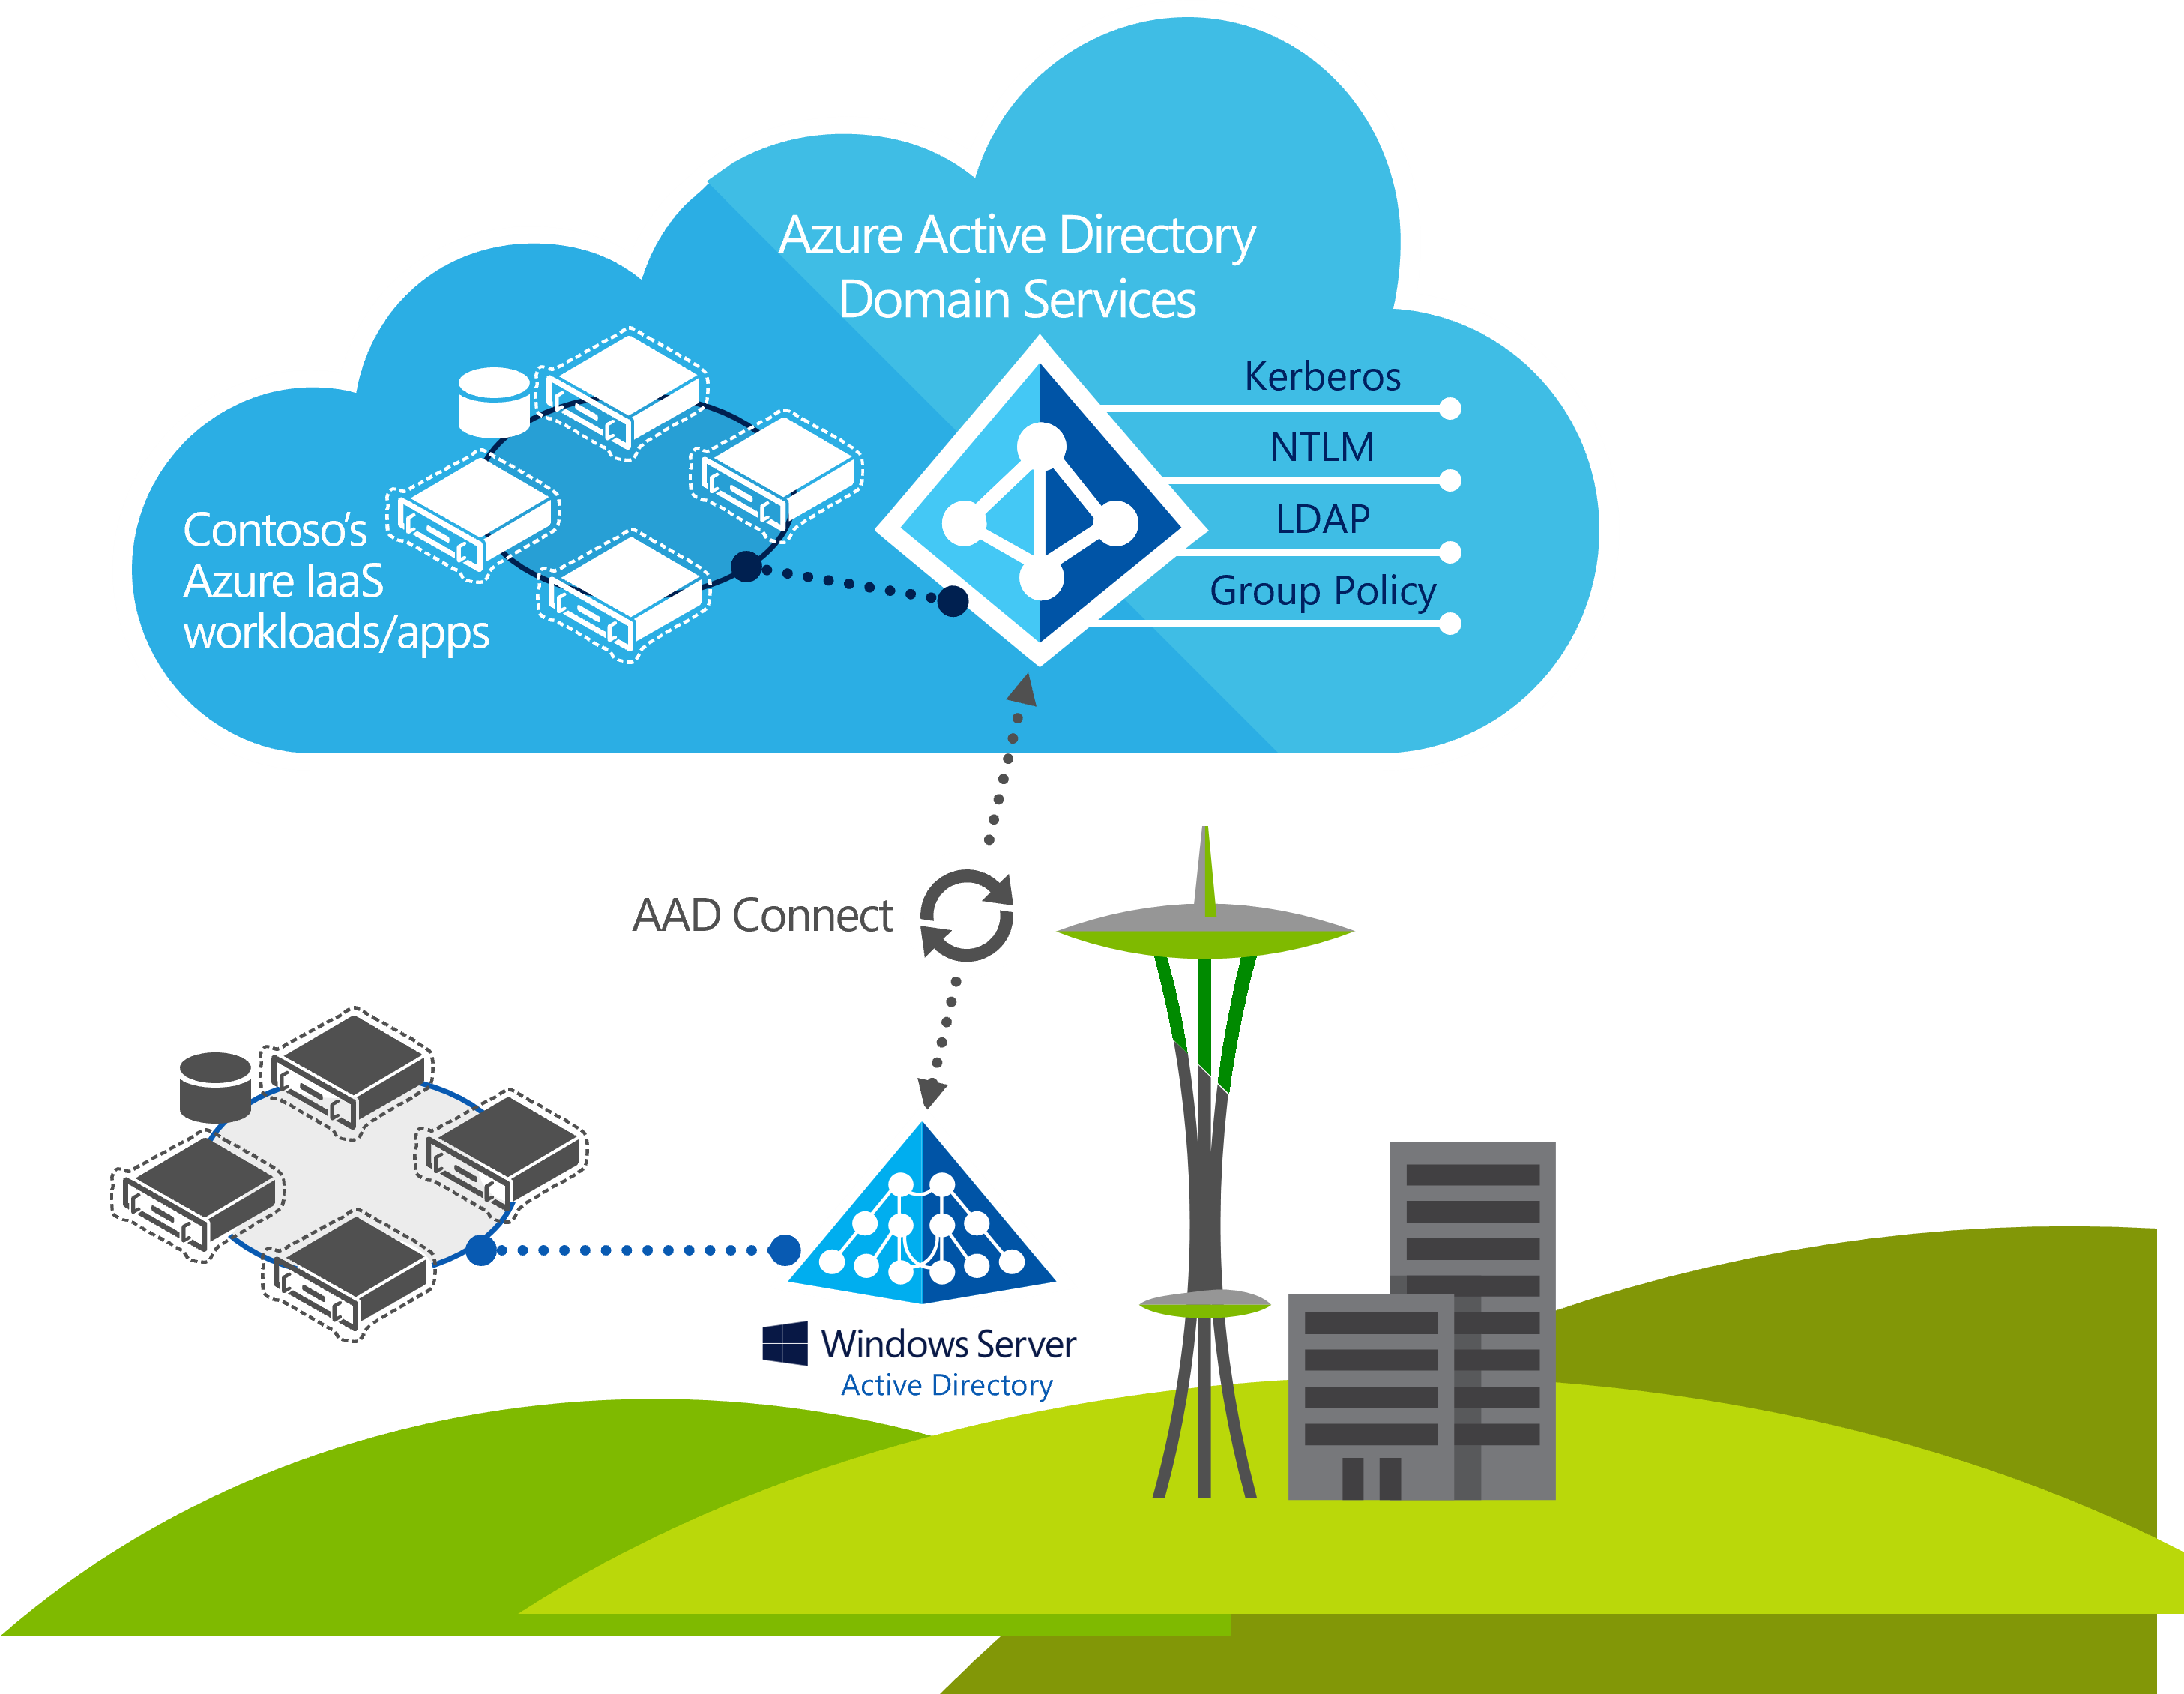 Azure Active Directory
Domain Services
Kerberos
NTLM
LDAP
Group Policy
Contoso's
Azure IaaS
workloads/apps
AAD Connect
Windows Server
Active Directory